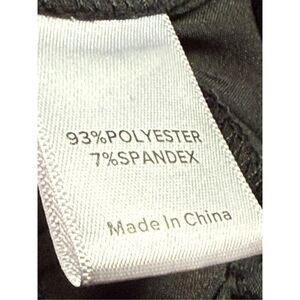 93%POLYESTER
7%SPANDEX
Made In China